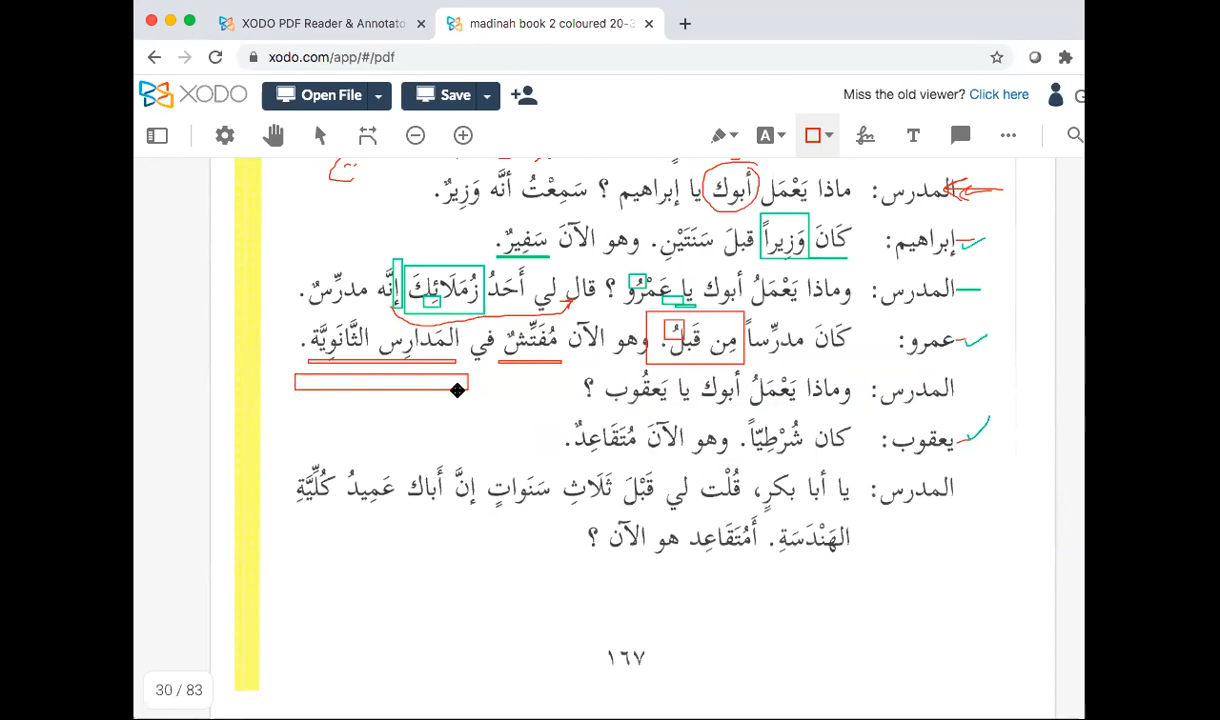 XODO PDF Reader & Annotato
madinah book 2 coloured 20-3
xodo.com/app/#/pdf
XODO
Open File
Save
Miss the old viewer? Click here
المدرس: ماذا يَعْمَل أبوك يا إبراهيم ؟ سَمِعْتُ أنَّه وَزِيرٌ.
إبراهيم: كَانَ وَزِيراً قبلَ سَنَتَيْنِ. وهو الآنَ سَفِيرٌ.
المدرس: وماذا يَعْمَلُ أبوك يا عَمْرُو ؟ قال لي أَحَدُ زُمَلَائِكَ إنَّه مدرِّسٌ.
عمرو: كَانَ مدرِّساً مِن قَبْلُ. وهو الآن مُفَتِّشٌ في المَدارِس الثَّانَوِيَّة.
المدرس: وماذا يَعْمَلُ أبوك يا يَعقُوب ؟
يعقوب: كان شُرْطِيّاً. وهو الآنَ مُتَقَاعِدٌ.
المدرس: يا أبا بكرٍ، قُلْت لي قَبْلَ ثَلَاثِ سَنَواتٍ إنَّ أَباك عَمِيدُ كُلِّيَّةِ
الهَنْدَسَةِ. أَمُتَقَاعِد هو الآن ؟
١٦٧
30 / 83